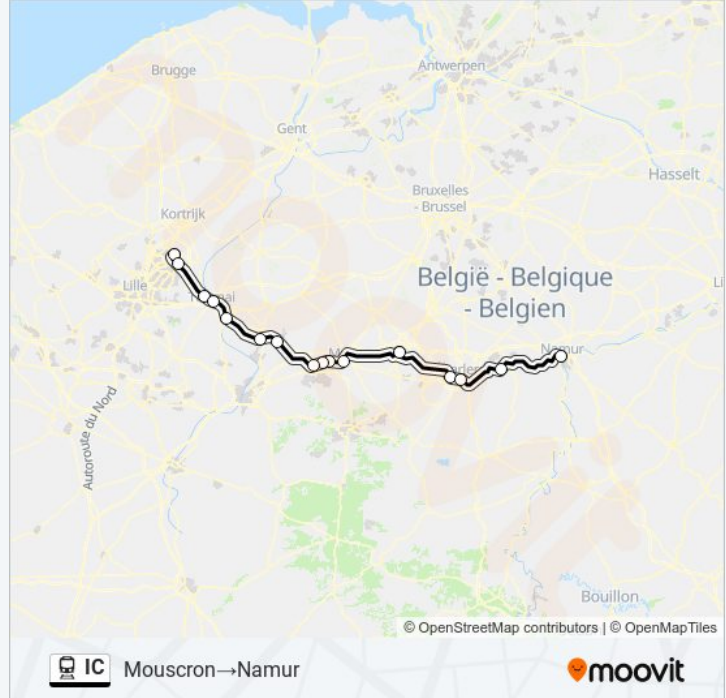 Brugge
Antwerpen
Gent
Hasselt
Bruxelles
- Brussel
Kortrijk
België - Belgique
- Belgien
Lille
Li
Namur
Autoroute du Nord
Bouillon
© OpenStreetMap contributors | © OpenMapTiles
IC Mouscron→Namur
moovit